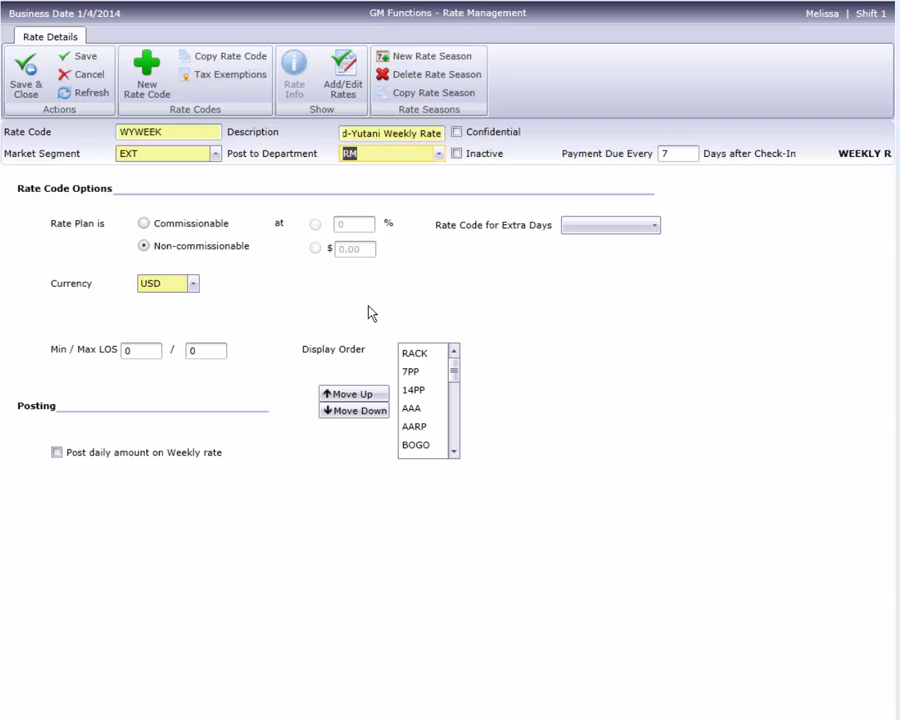 Business Date 1/4/2014 GM Functions - Rate Management Melissa | Shift 1
Rate Details
Save & Close
Save
Cancel
Refresh
Actions
New Rate Code
Copy Rate Code
Tax Exemptions
Rate Codes
Rate Info
Add/Edit Rates
Show
New Rate Season
Delete Rate Season
Copy Rate Season
Rate Seasons
Rate Code WYWEEK Description d-Yutani Weekly Rate Confidential
Market Segment EXT Post to Department RM Inactive Payment Due Every 7 Days after Check-In WEEKLY R
Rate Code Options
Rate Plan is Commissionable at 0 % Rate Code for Extra Days
Non-commissionable $ 0.00
Currency USD
Min / Max LOS 0 / 0 Display Order
RACK
7PP
14PP
AAA
AARP
BOGO
Move Up
Move Down
Posting
Post daily amount on Weekly rate